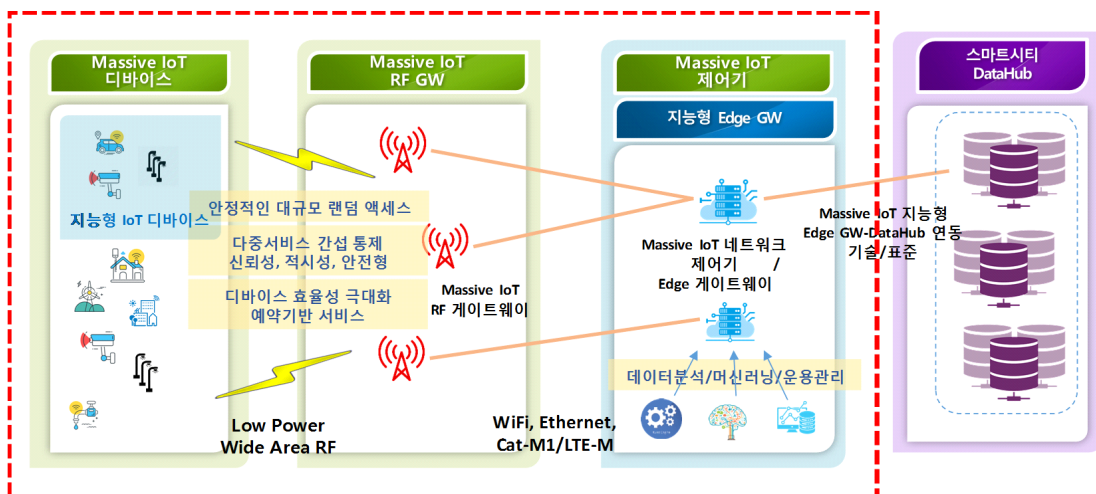 Massive IoT
디바이스
지능형 IoT 디바이스
Massive IoT
RF GW
안정적인 대규모 랜덤 액세스
다중서비스 간섭 통제
신뢰성, 적시성, 안전형
디바이스 효율성 극대화
예약기반 서비스
Massive IoT
RF 게이트웨이
Low Power
Wide Area RF
WiFi, Ethernet,
Cat-M1/LTE-M
Massive IoT
제어기
지능형 Edge GW
Massive IoT 네트워크
제어기 /
Edge 게이트웨이
데이터분석/머신러닝/운용관리
Massive IoT 지능형
Edge GW-DataHub 연동
기술/표준
스마트시티
DataHub